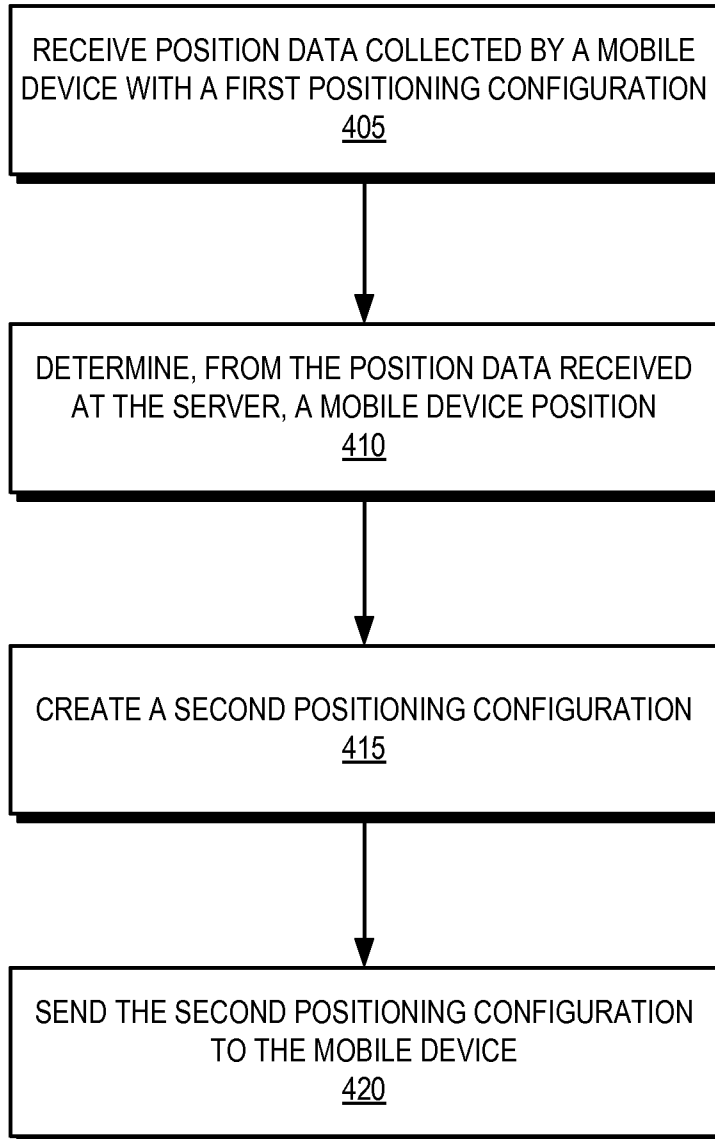 RECEIVE POSITION DATA COLLECTED BY A MOBILE
DEVICE WITH A FIRST POSITIONING CONFIGURATION
405
DETERMINE, FROM THE POSITION DATA RECEIVED
AT THE SERVER, A MOBILE DEVICE POSITION
410
CREATE A SECOND POSITIONING CONFIGURATION
415
SEND THE SECOND POSITIONING CONFIGURATION
TO THE MOBILE DEVICE
420